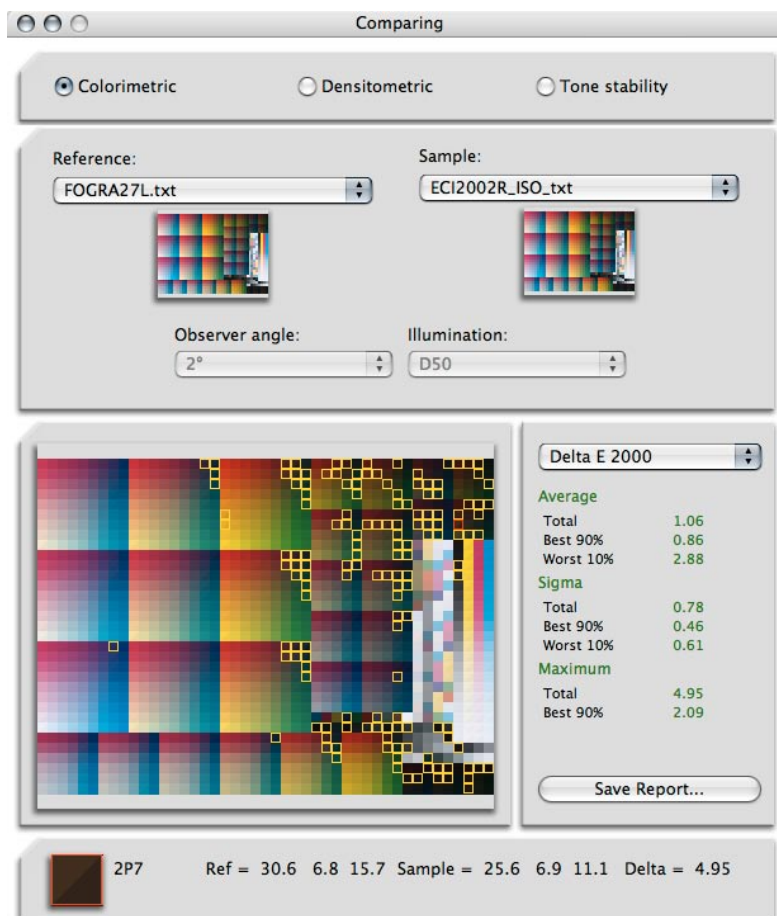 Comparing
Colorimetric Densitometric Tone stability
Reference: Sample:
FOGRA27L.txt ECI2002R_ISO_txt
Observer angle: Illumination:
2° D50
Delta E 2000
Average
Total 1.06
Best 90% 0.86
Worst 10% 2.88
Sigma
Total 0.78
Best 90% 0.46
Worst 10% 0.61
Maximum
Total 4.95
Best 90% 2.09
Save Report...
2P7 Ref = 30.6 6.8 15.7 Sample = 25.6 6.9 11.1 Delta = 4.95